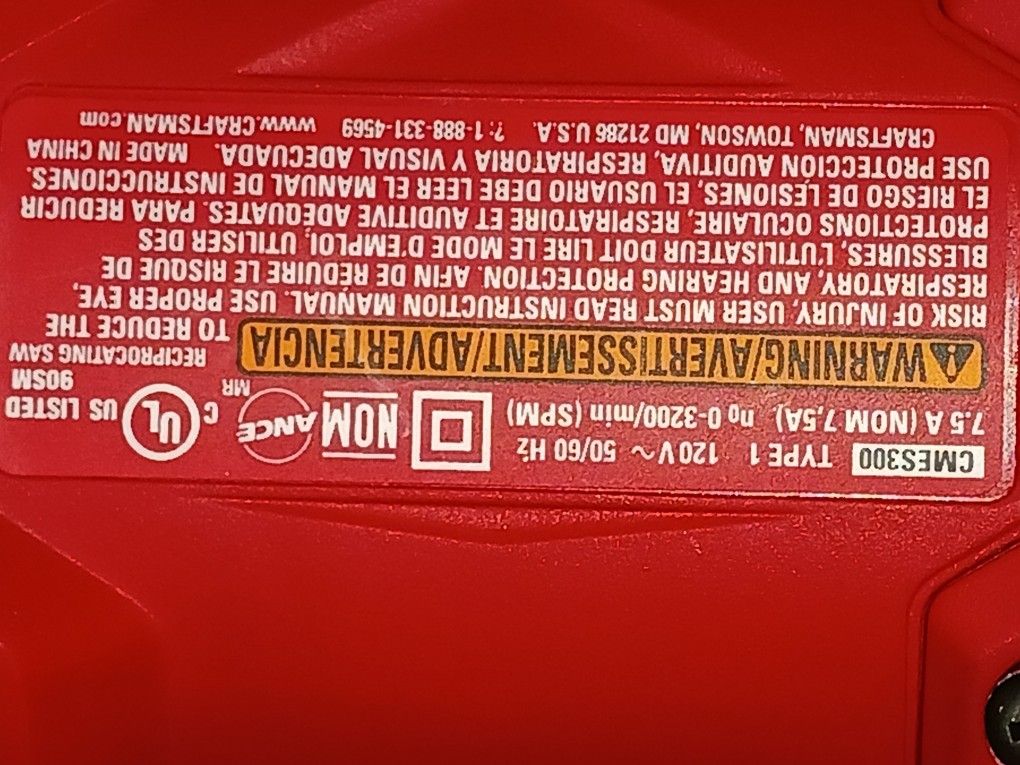 CMES300 TYPE 1 120V ~ 50/60 Hz
7.5 A (NOM 7,5A) n₀ 0-3200/min (SPM)
NOM ANCE MR
C UL US LISTED
90SM
RECIPROCATING SAW
WARNING/AVERTISSEMENT/ADVERTENCIA TO REDUCE THE
RISK OF INJURY, USER MUST READ INSTRUCTION MANUAL. USE PROPER EYE,
RESPIRATORY, AND HEARING PROTECTION. AFIN DE RÉDUIRE LE RISQUE DE
BLESSURES, L'UTILISATEUR DOIT LIRE LE MODE D'EMPLOI, UTILISER DES
PROTECTIONS OCULAIRE, RESPIRATOIRE ET AUDITIVE ADÉQUATES. PARA REDUCIR
EL RIESGO DE LESIONES, EL USUARIO DEBE LEER EL MANUAL DE INSTRUCCIONES.
USE PROTECCIÓN AUDITIVA, RESPIRATORIA Y VISUAL ADECUADA. MADE IN CHINA
CRAFTSMAN, TOWSON, MD 21286 U.S.A. ?: 1-888-331-4569 www.CRAFTSMAN.com